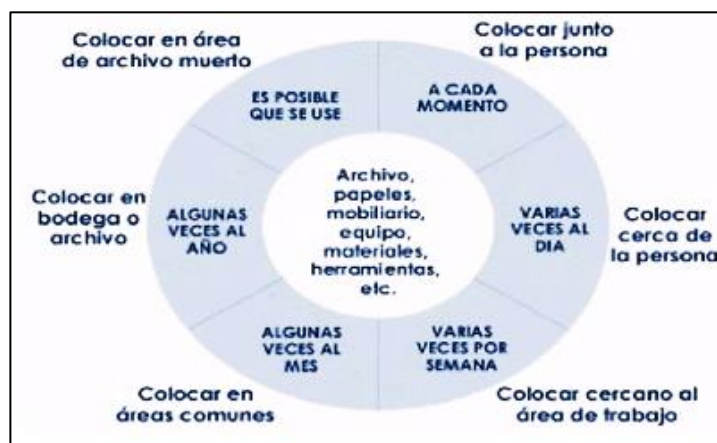 Colocar en área
de archivo muerto
Colocar junto
a la persona
ES POSIBLE
QUE SE USE
A CADA
MOMENTO
Archivo,
papeles,
mobiliario,
equipo,
materiales,
herramientas,
etc.
Colocar en
bodega o
archivo
ALGUNAS
VECES AL
AÑO
VARIAS
VECES AL
DIA
Colocar
cerca de
la persona
ALGUNAS
VECES AL
MES
VARIAS
VECES POR
SEMANA
Colocar en
áreas comunes
Colocar cercano al
área de trabajo